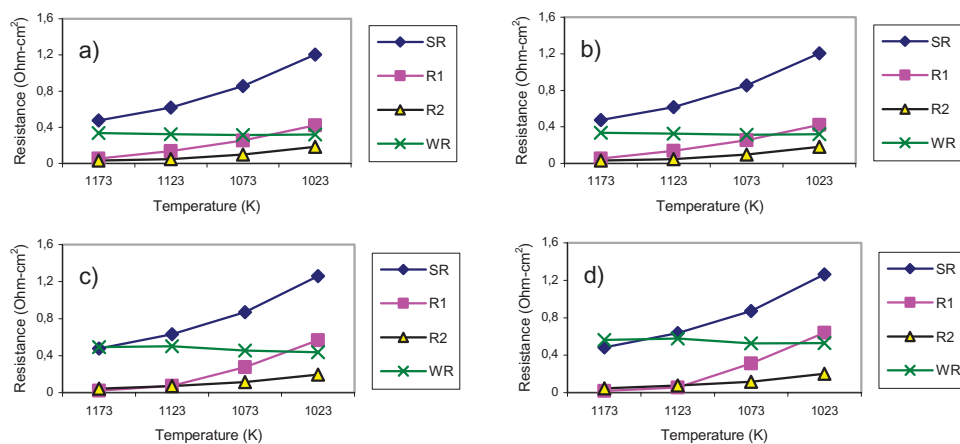 1,6
1,2
0,8
0,4
0
Resistance (Ohm-cm²)
a)
1173 1123 1073 1023
Temperature (K)
SR
R1
R2
WR
1,6
1,2
0,8
0,4
0
Resistance (Ohm-cm²)
b)
1173 1123 1073 1023
Temperature (K)
SR
R1
R2
WR
1,6
1,2
0,8
0,4
0
Resistance (Ohm-cm²)
c)
1173 1123 1073 1023
Temperature (K)
SR
R1
R2
WR
1,6
1,2
0,8
0,4
0
Resistance (Ohm-cm²)
d)
1173 1123 1073 1023
Temperature (K)
SR
R1
R2
WR